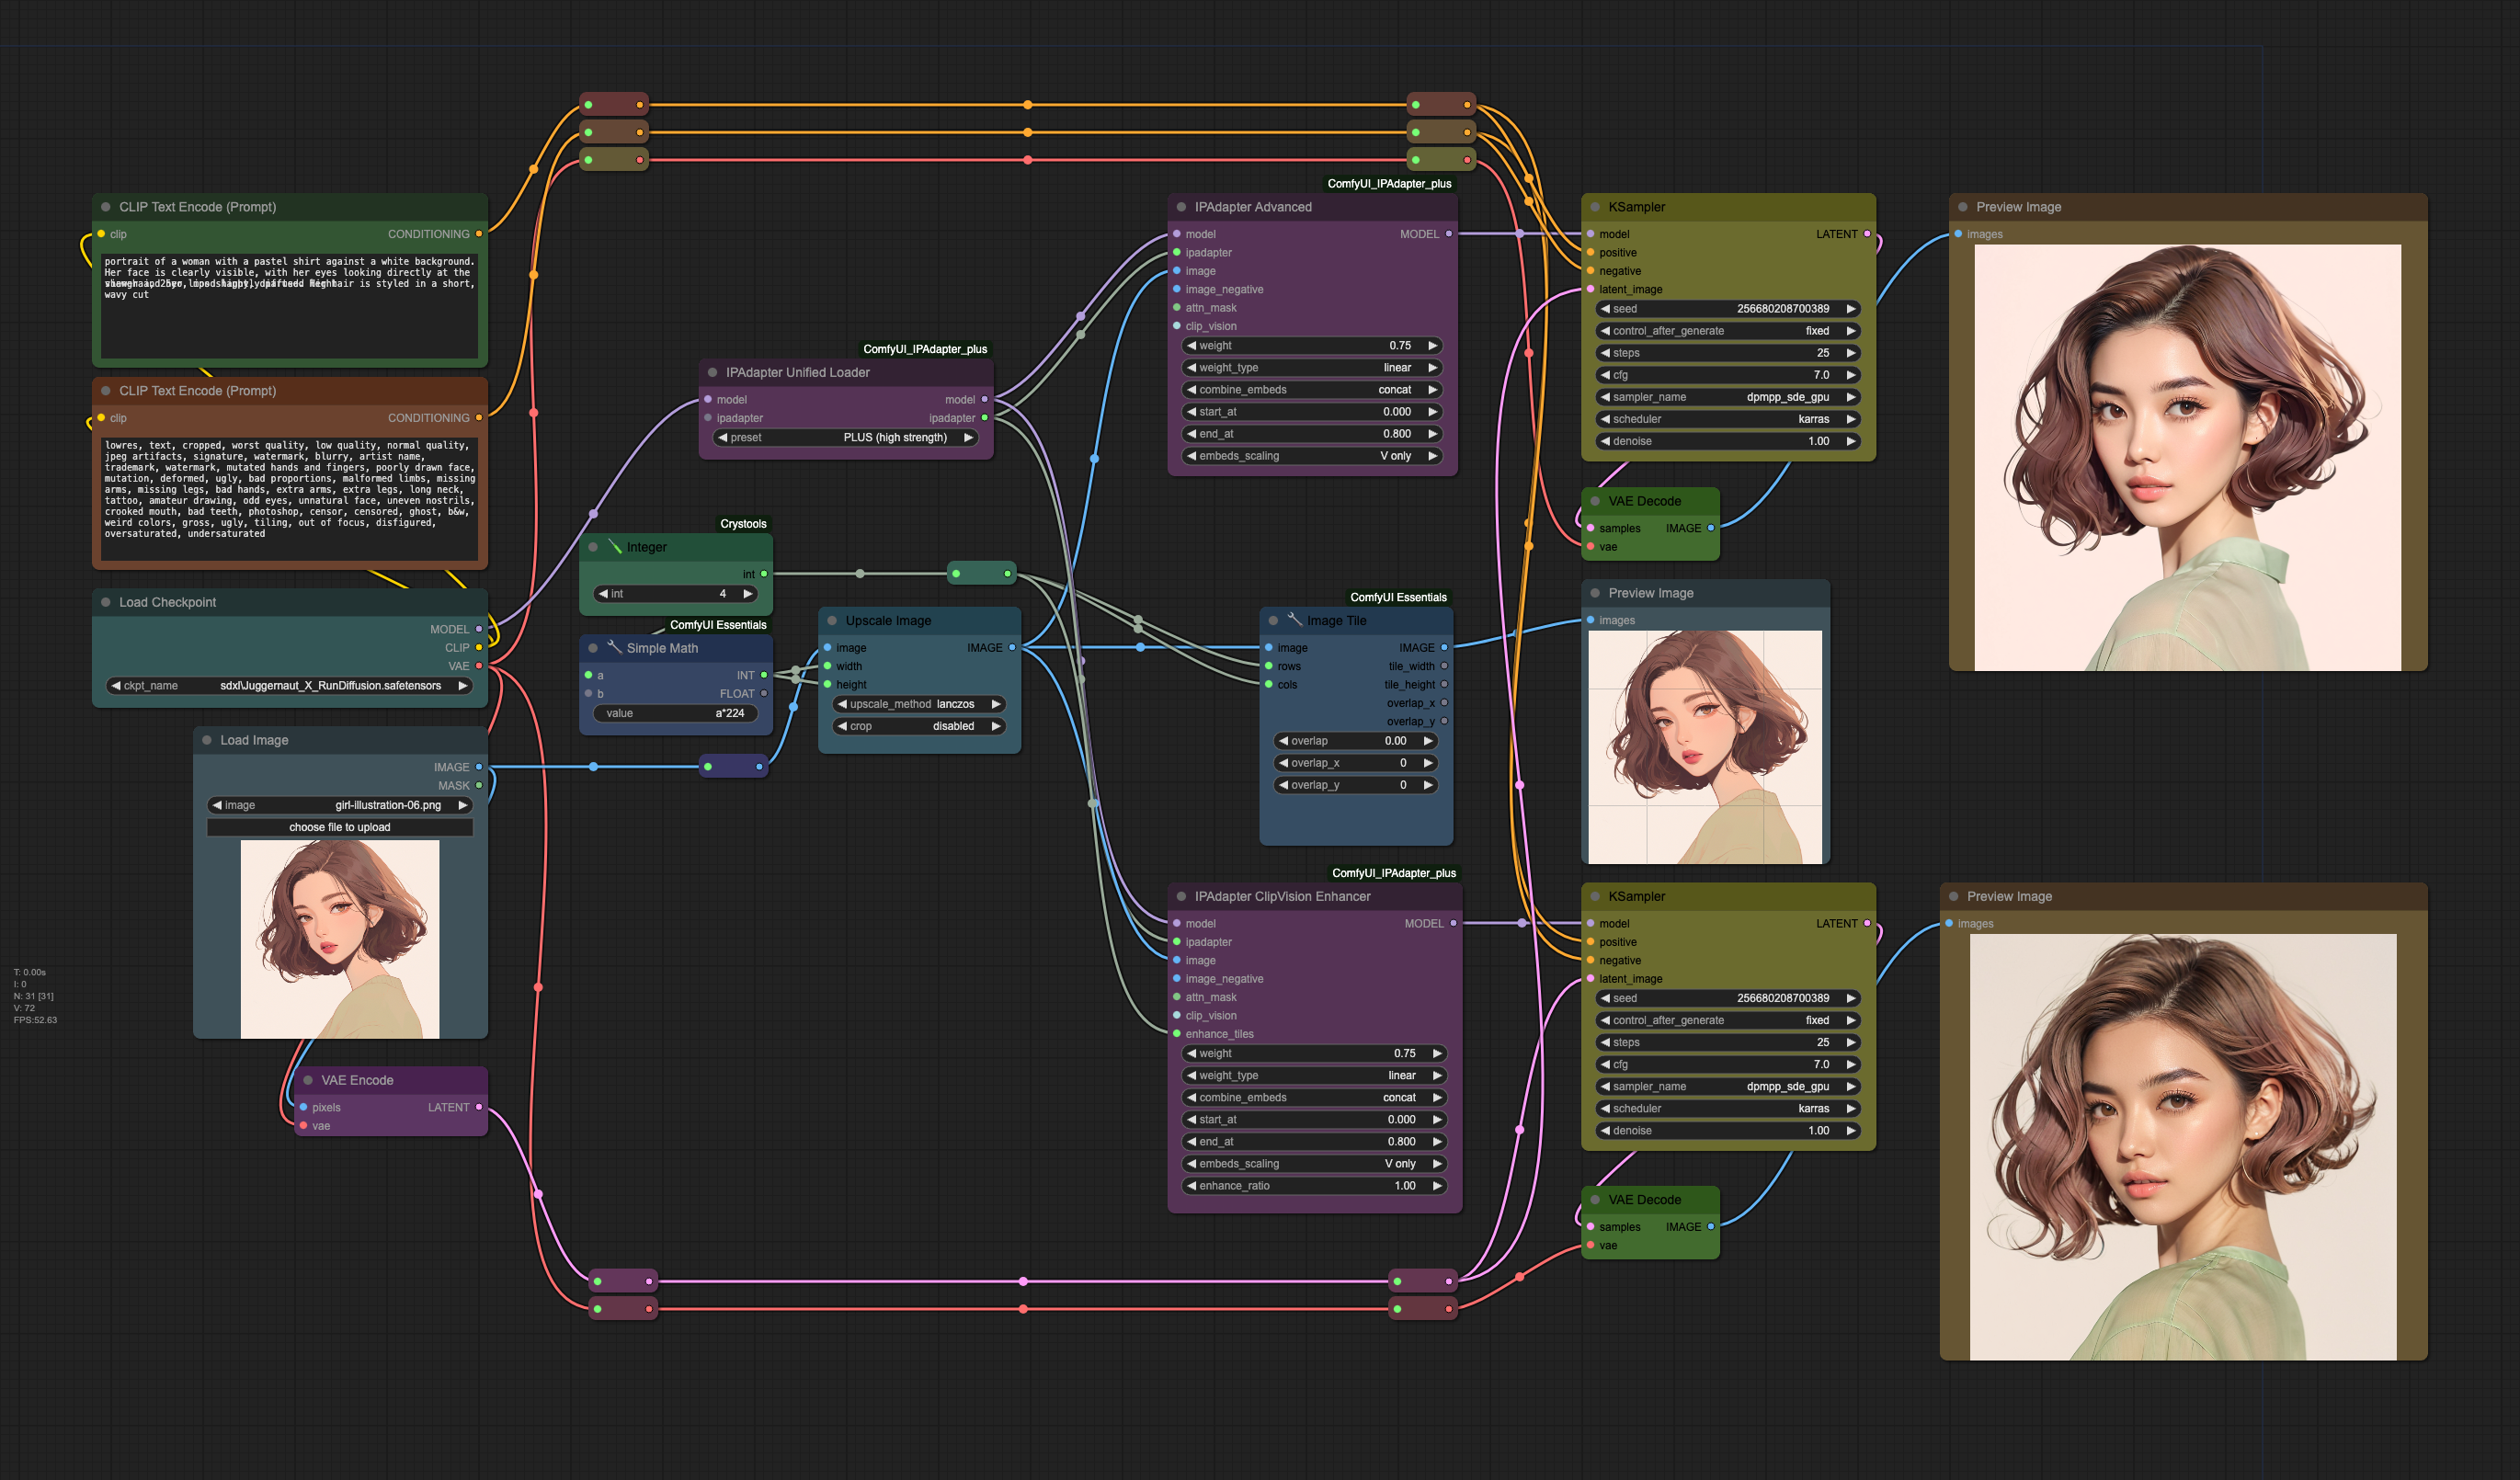 CLIP Text Encode (Prompt)
clip CONDITIONING
portrait of a woman with a pastel shirt against a white background.
Her face is clearly visible, with her eyes looking directly at the
hair is styled in a short,
wavy cut
CLIP Text Encode (Prompt)
clip CONDITIONING
lowres, text, cropped, worst quality, low quality, normal quality,
jpeg artifacts, signature, watermark, blurry, artist name,
trademark, watermark, mutated hands and fingers, poorly drawn face,
mutation, deformed, ugly, bad proportions, malformed limbs, missing
arms, missing legs, bad hands, extra arms, extra legs, long neck,
tattoo, amateur drawing, odd eyes, unnatural face, uneven nostrils,
crooked mouth, bad teeth, photoshop, censor, censored, ghost, b&w,
weird colors, gross, ugly, tiling, out of focus, disfigured,
oversaturated, undersaturated
Load Checkpoint
MODEL
CLIP
VAE
ckpt_name sdxl\Juggernaut_X_RunDiffusion.safetensors
Load Image
IMAGE
MASK
image girl-illustration-06.png
choose file to upload
T: 0.00s
I: 0
N: 31 [31]
V: 72
FPS:52.63
VAE Encode
pixels LATENT
vae
ComfyUI_IPAdapter_plus
IPAdapter Unified Loader
model model
ipadapter ipadapter
preset PLUS (high strength)
Crystools
Integer
int
int 4
ComfyUI Essentials
Simple Math
a INT
b FLOAT
value a*224
Upscale Image
image IMAGE
width
height
upscale_method lanczos
crop disabled
ComfyUI_IPAdapter_plus
IPAdapter Advanced
model MODEL
ipadapter
image
image_negative
attn_mask
clip_vision
weight 0.75
weight_type linear
combine_embeds concat
start_at 0.000
end_at 0.800
embeds_scaling V only
ComfyUI Essentials
Image Tile
image IMAGE
rows tile_width
cols tile_height
overlap_x
overlap_y
overlap 0.00
overlap_x 0
overlap_y 0
ComfyUI_IPAdapter_plus
IPAdapter ClipVision Enhancer
model MODEL
ipadapter
image
image_negative
attn_mask
clip_vision
enhance_tiles
weight 0.75
weight_type linear
combine_embeds concat
start_at 0.000
end_at 0.800
embeds_scaling V only
enhance_ratio 1.00
KSampler
model LATENT
positive
negative
latent_image
seed 256680208700389
control_after_generate fixed
steps 25
cfg 7.0
sampler_name dpmpp_sde_gpu
scheduler karras
denoise 1.00
VAE Decode
samples IMAGE
vae
Preview Image
images
KSampler
model LATENT
positive
negative
latent_image
seed 256680208700389
control_after_generate fixed
steps 25
cfg 7.0
sampler_name dpmpp_sde_gpu
scheduler karras
denoise 1.00
VAE Decode
samples IMAGE
vae
Preview Image
images
Preview Image
images